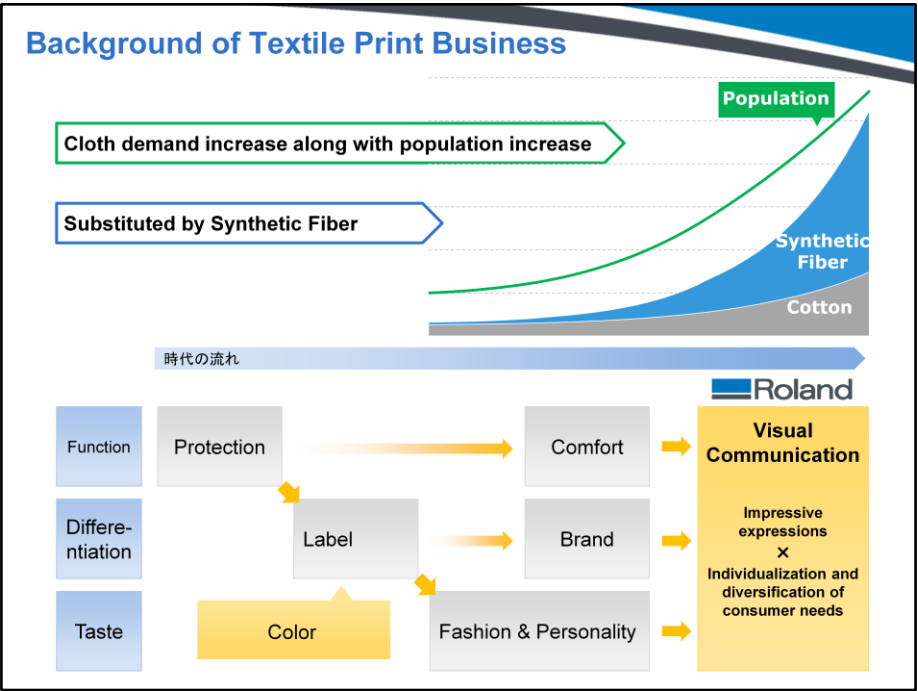 Background of Textile Print Business
Population
Cloth demand increase along with population increase
Substituted by Synthetic Fiber
Synthetic
Fiber
Cotton
時代の流れ
Roland
Function
Protection
Comfort
Visual
Communication
Differe-
ntiation
Label
Brand
Impressive
expressions
×
Individualization and
diversification of
consumer needs
Taste
Color
Fashion & Personality